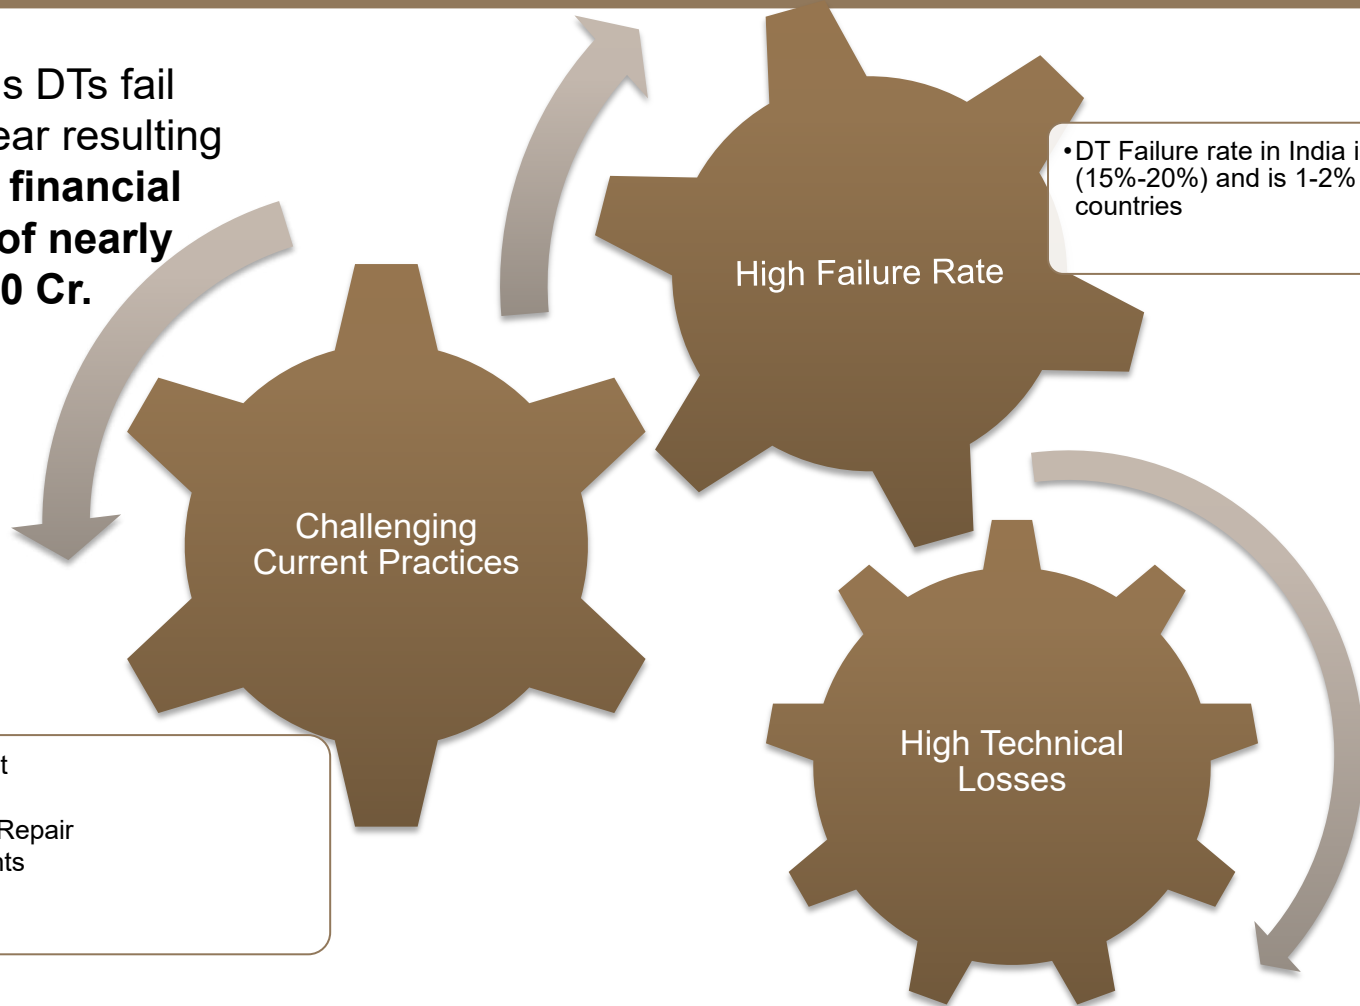 s DTs fail
ear resulting
financial
of nearly
0 Cr.
•DT Failure rate in India i
(15%-20%) and is 1-2%
countries
High Failure Rate
Challenging
Current Practices
High Technical
Losses
t
Repair
nts